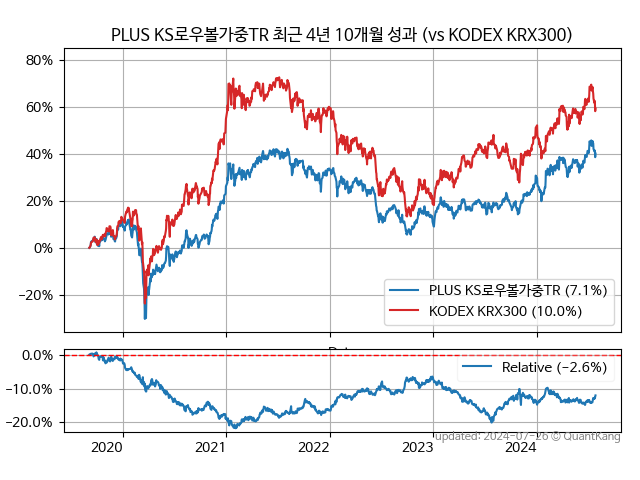 PLUS KS로우볼가중TR 최근 4년 10개월 성과 (vs KODEX KRX300)
80%
60%
40%
20%
0%
−20%
PLUS KS로우볼가중TR (7.1%)
KODEX KRX300 (10.0%)
0.0%
−10.0%
−20.0%
Relative (−2.6%)
updated: 2024-07-26 © QuantKang
2020 2021 2022 2023 2024